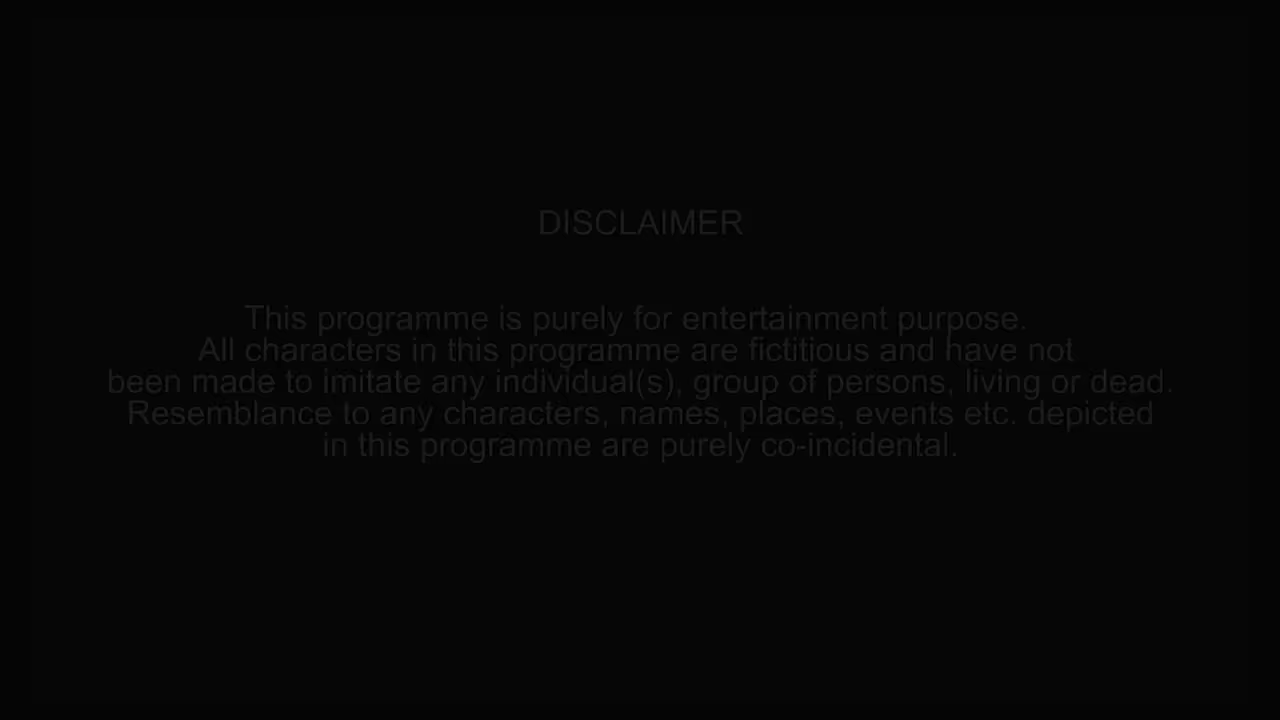 DISCLAIMER
This programme is purely for entertainment purpose.
All characters in this programme are fictitious and have not
been made to imitate any individual(s), group of persons, living or dead.
Resemblance to any characters, names, places, events etc. depicted
in this programme are purely co-incidental.